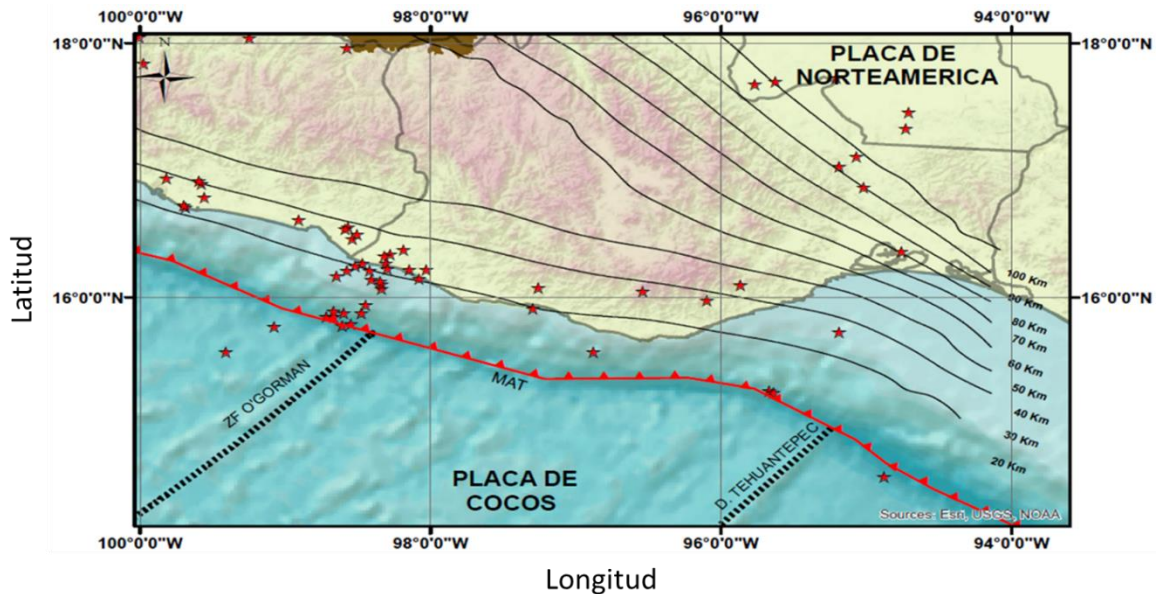 100°0'0"W
98°0'0"W
96°0'0"W
94°0'0"W
18°0'0"N
N
PLACA DE
NORTEAMERICA
18°0'0"N
Latitud
16°0'0"N
16°0'0"N
100 Km
90 Km
80 Km
70 Km
60 Km
50 Km
40 Km
30 Km
20 Km
MAT
ZF O'GORMAN
D. TEHUANTEPEC
PLACA DE
COCOS
Sources: Esri, USGS, NOAA
100°0'0"W
98°0'0"W
96°0'0"W
94°0'0"W
Longitud